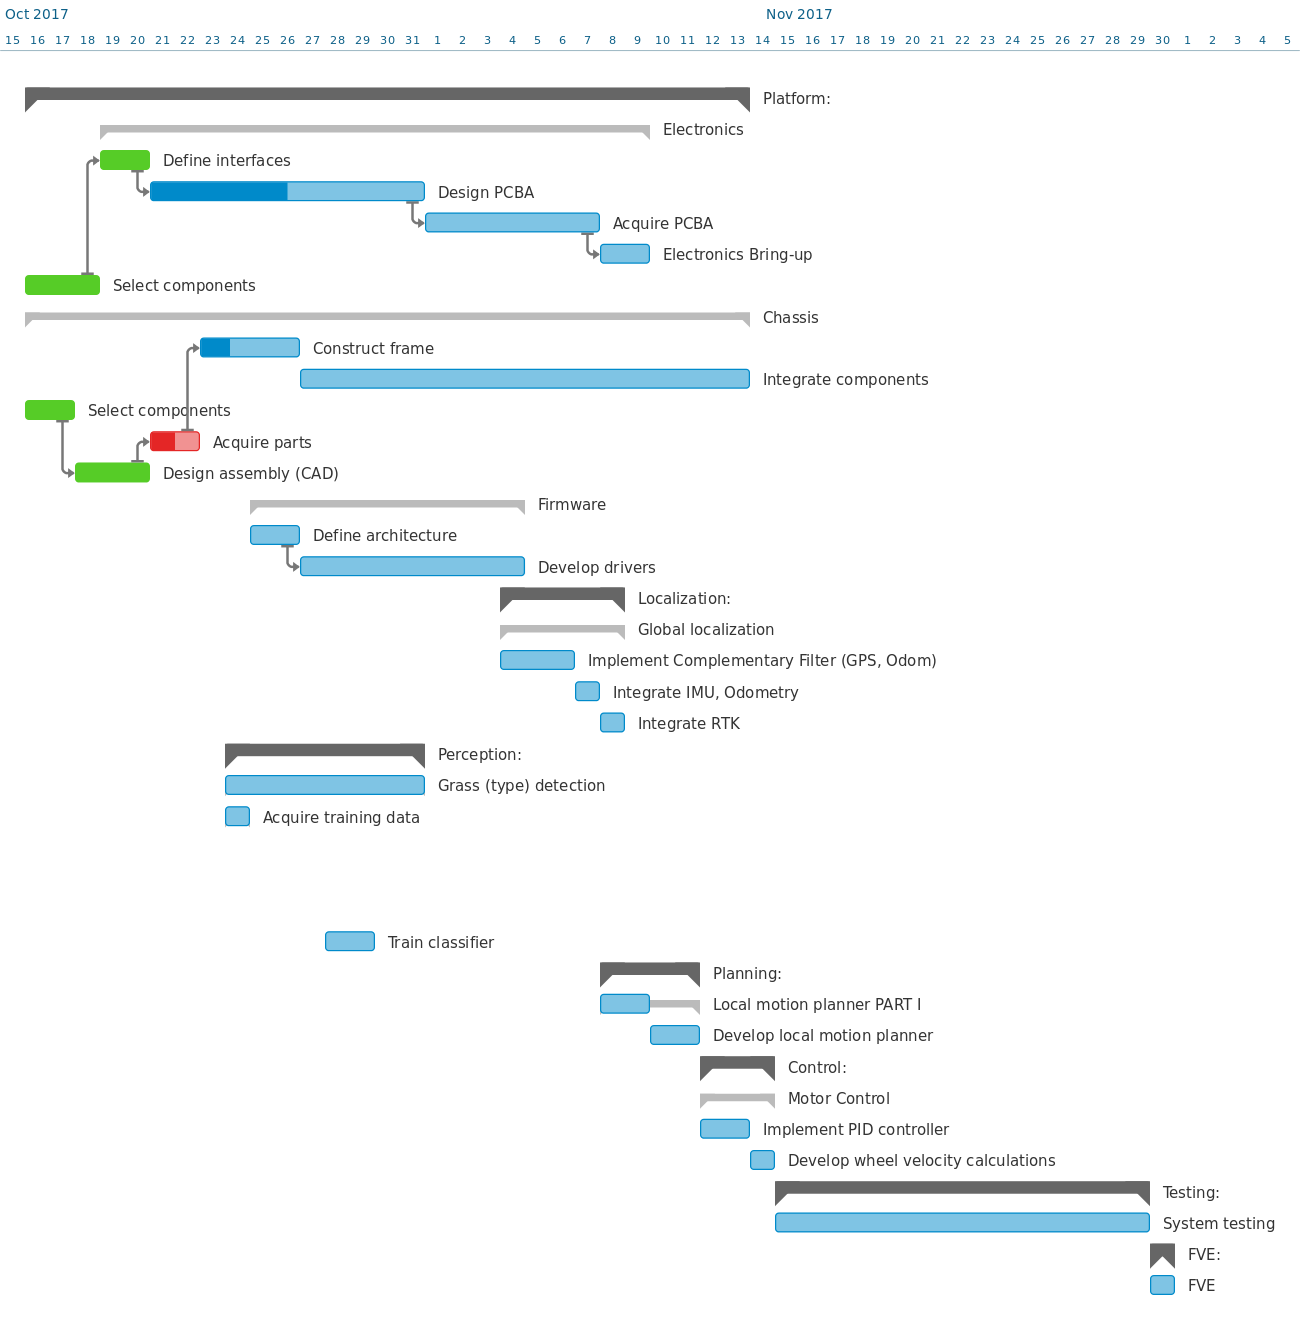 Oct 2017 Nov 2017
15 16 17 18 19 20 21 22 23 24 25 26 27 28 29 30 31 1 2 3 4 5 6 7 8 9 10 11 12 13 14 15 16 17 18 19 20 21 22 23 24 25 26 27 28 29 30 1 2 3 4 5
Platform:
Electronics
Define interfaces
Design PCBA
Acquire PCBA
Electronics Bring-up
Select components
Chassis
Construct frame
Integrate components
Select components
Acquire parts
Design assembly (CAD)
Firmware
Define architecture
Develop drivers
Localization:
Global localization
Implement Complementary Filter (GPS, Odom)
Integrate IMU, Odometry
Integrate RTK
Perception:
Grass (type) detection
Acquire training data
Train classifier
Planning:
Local motion planner PART I
Develop local motion planner
Control:
Motor Control
Implement PID controller
Develop wheel velocity calculations
Testing:
System testing
FVE:
FVE